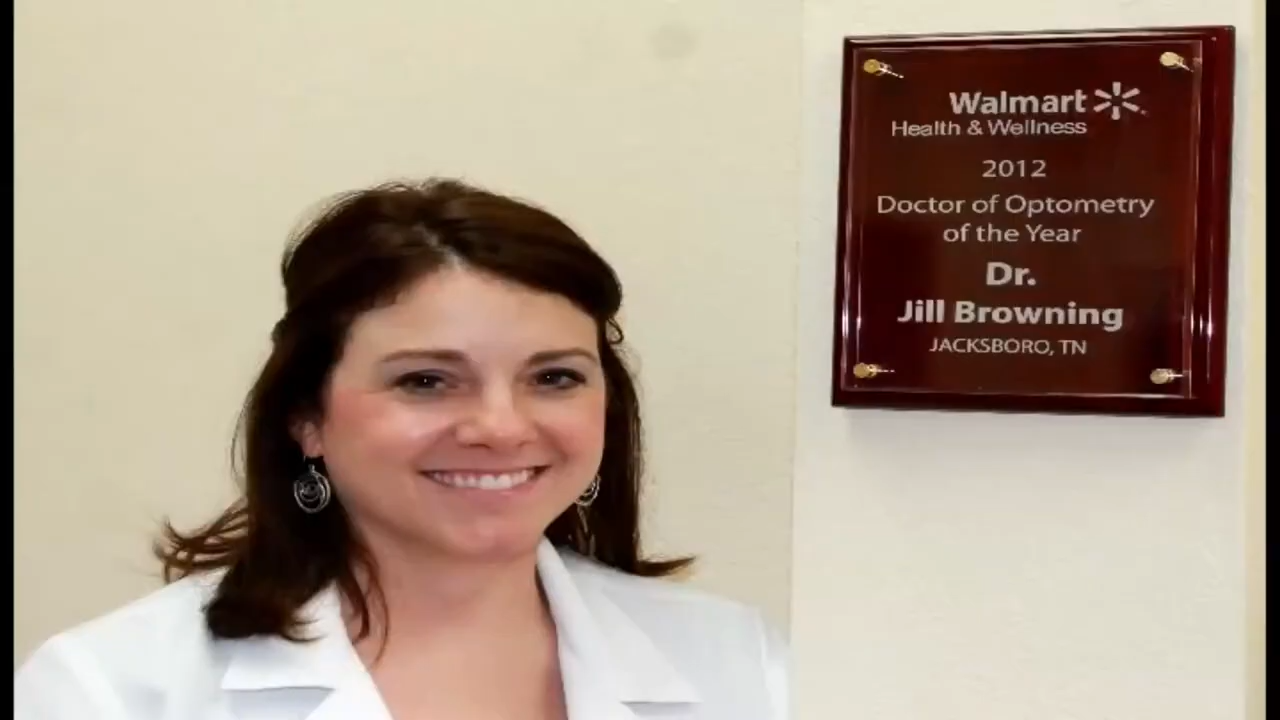 Walmart
Health & Wellness
2012
Doctor of Optometry
of the Year
Dr.
Jill Browning
JACKSBORO, TN